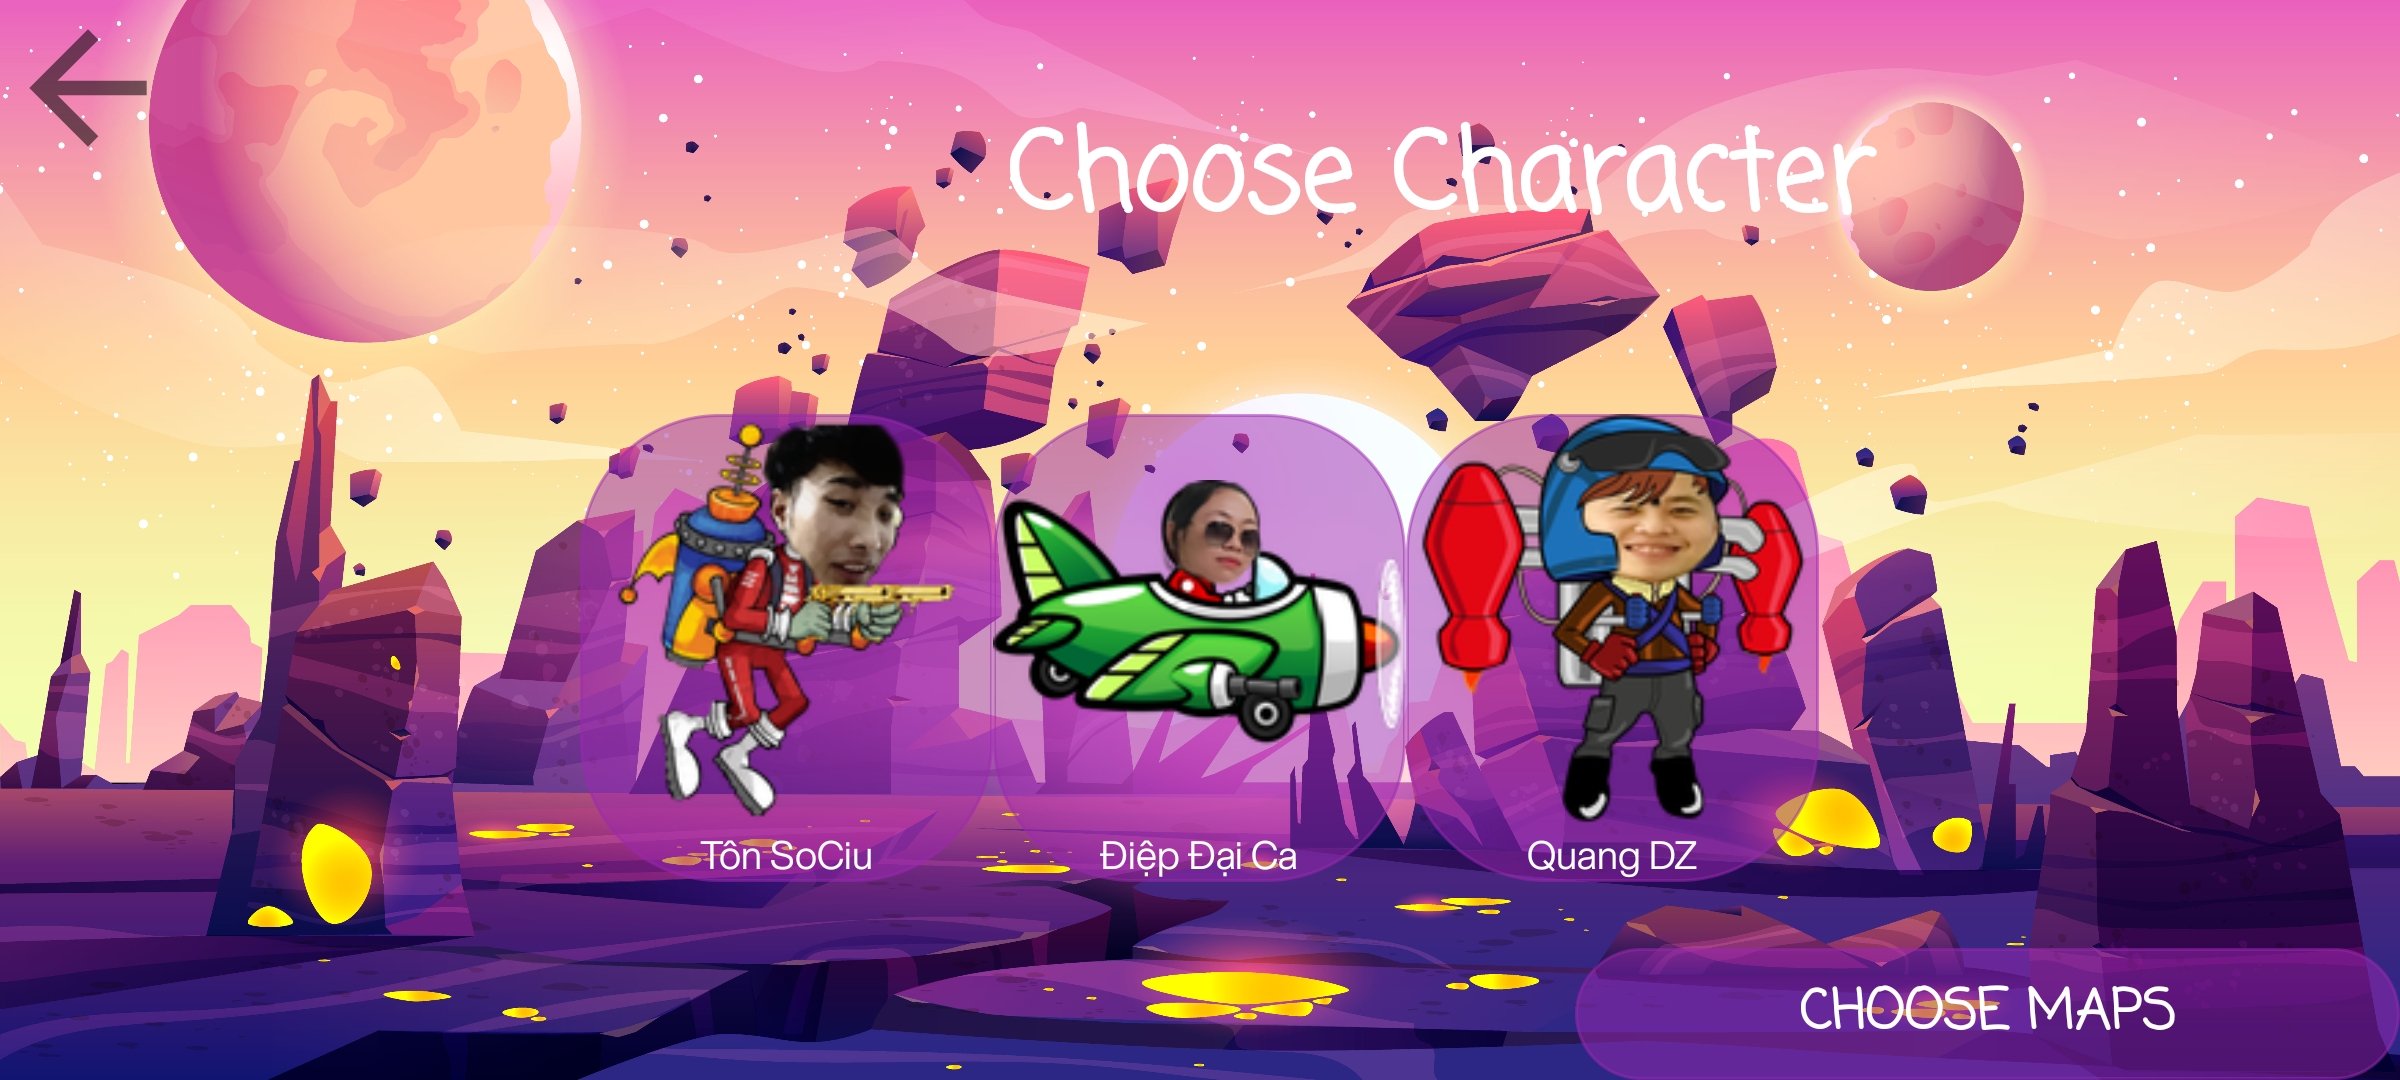 Choose Character
Tôn SoCiu
Điệp Đại Ca
Quang DZ
CHOOSE MAPS